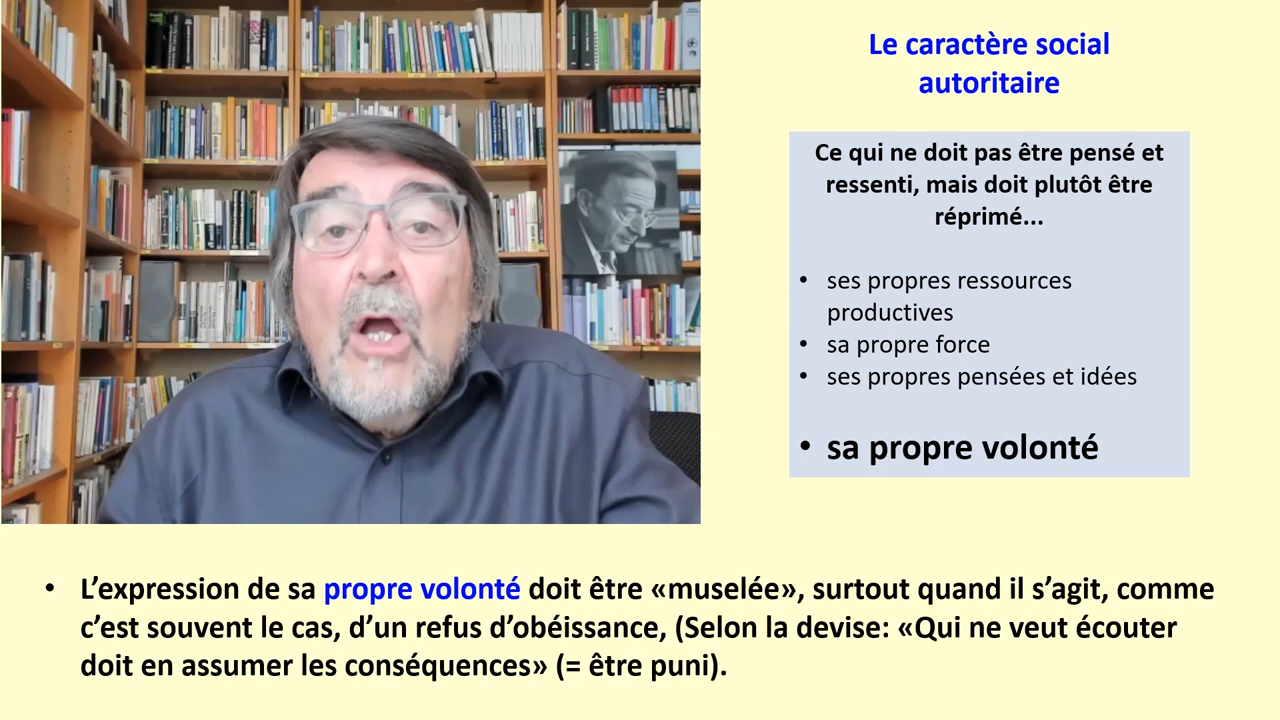 Le caractère social
autoritaire
Ce qui ne doit pas être pensé et
ressenti, mais doit plutôt être
réprimé...
• ses propres ressources
productives
• sa propre force
• ses propres pensées et idées
• sa propre volonté
• L’expression de sa propre volonté doit être «muselée», surtout quand il s’agit, comme
c’est souvent le cas, d’un refus d’obéissance, (Selon la devise: «Qui ne veut écouter
doit en assumer les conséquences» (= être puni).